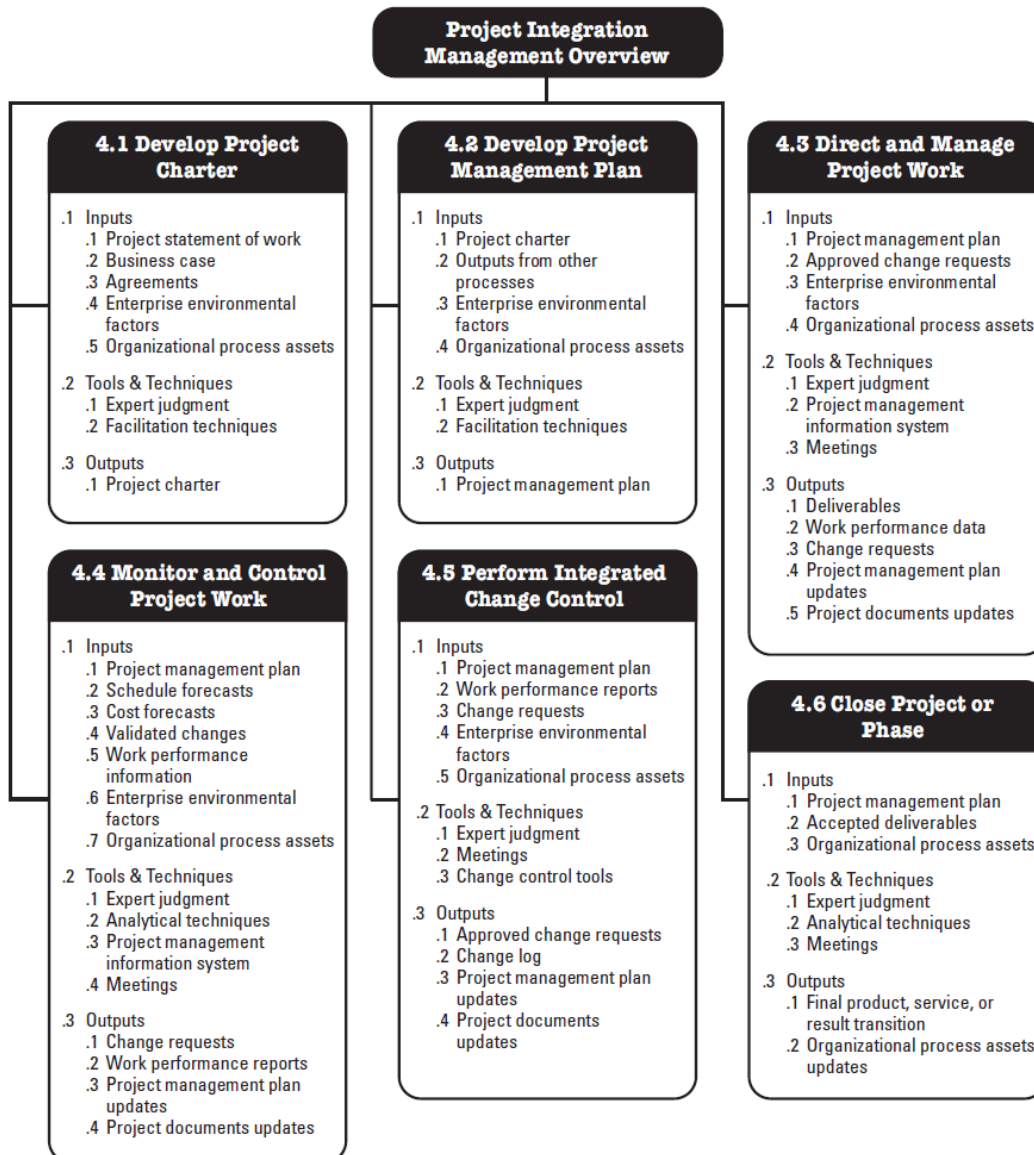 Project Integration
Management Overview
4.1 Develop Project
Charter
.1 Inputs
.1 Project statement of work
.2 Business case
.3 Agreements
.4 Enterprise environmental
factors
.5 Organizational process assets
.2 Tools & Techniques
.1 Expert judgment
.2 Facilitation techniques
.3 Outputs
.1 Project charter
4.2 Develop Project
Management Plan
.1 Inputs
.1 Project charter
.2 Outputs from other
processes
.3 Enterprise environmental
factors
.4 Organizational process assets
.2 Tools & Techniques
.1 Expert judgment
.2 Facilitation techniques
.3 Outputs
.1 Project management plan
4.3 Direct and Manage
Project Work
.1 Inputs
.1 Project management plan
.2 Approved change requests
.3 Enterprise environmental
factors
.4 Organizational process assets
.2 Tools & Techniques
.1 Expert judgment
.2 Project management
information system
.3 Meetings
.3 Outputs
.1 Deliverables
.2 Work performance data
.3 Change requests
.4 Project management plan
updates
.5 Project documents updates
4.4 Monitor and Control
Project Work
.1 Inputs
.1 Project management plan
.2 Schedule forecasts
.3 Cost forecasts
.4 Validated changes
.5 Work performance
information
.6 Enterprise environmental
factors
.7 Organizational process assets
.2 Tools & Techniques
.1 Expert judgment
.2 Analytical techniques
.3 Project management
information system
.4 Meetings
.3 Outputs
.1 Change requests
.2 Work performance reports
.3 Project management plan
updates
.4 Project documents updates
4.5 Perform Integrated
Change Control
.1 Inputs
.1 Project management plan
.2 Work performance reports
.3 Change requests
.4 Enterprise environmental
factors
.5 Organizational process assets
.2 Tools & Techniques
.1 Expert judgment
.2 Meetings
.3 Change control tools
.3 Outputs
.1 Approved change requests
.2 Change log
.3 Project management plan
updates
.4 Project documents
updates
4.6 Close Project or
Phase
.1 Inputs
.1 Project management plan
.2 Accepted deliverables
.3 Organizational process assets
.2 Tools & Techniques
.1 Expert judgment
.2 Analytical techniques
.3 Meetings
.3 Outputs
.1 Final product, service, or
result transition
.2 Organizational process assets
updates